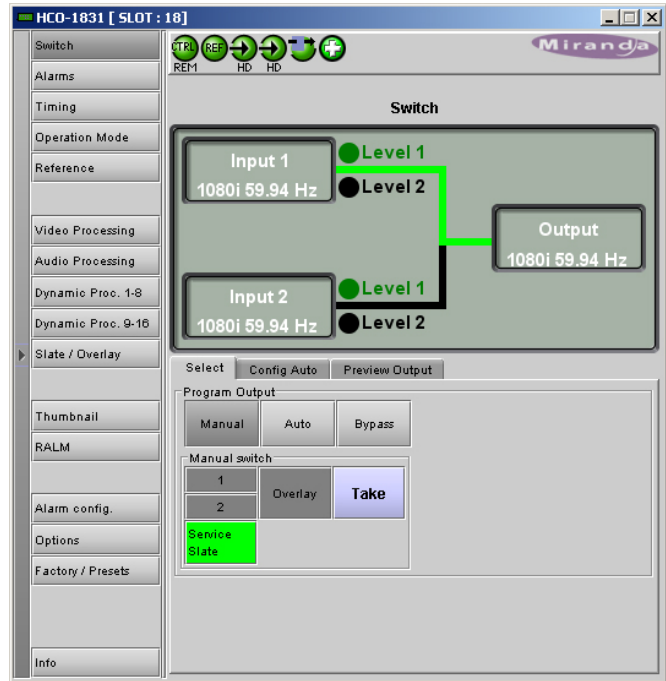 HCO-1831 [ SLOT : 18]
Switch
Alarms
Timing
Operation Mode
Reference
Video Processing
Audio Processing
Dynamic Proc. 1-8
Dynamic Proc. 9-16
Slate / Overlay
Thumbnail
RALM
Alarm config.
Options
Factory / Presets
Info
CTRL
REF
REM
HD
HD
Miranda
Switch
Input 1
1080i 59.94 Hz
Level 1
Level 2
Output
1080i 59.94 Hz
Input 2
1080i 59.94 Hz
Level 1
Level 2
Select
Config Auto
Preview Output
Program Output
Manual
Auto
Bypass
Manual switch
1
2
Overlay
Take
Service
Slate